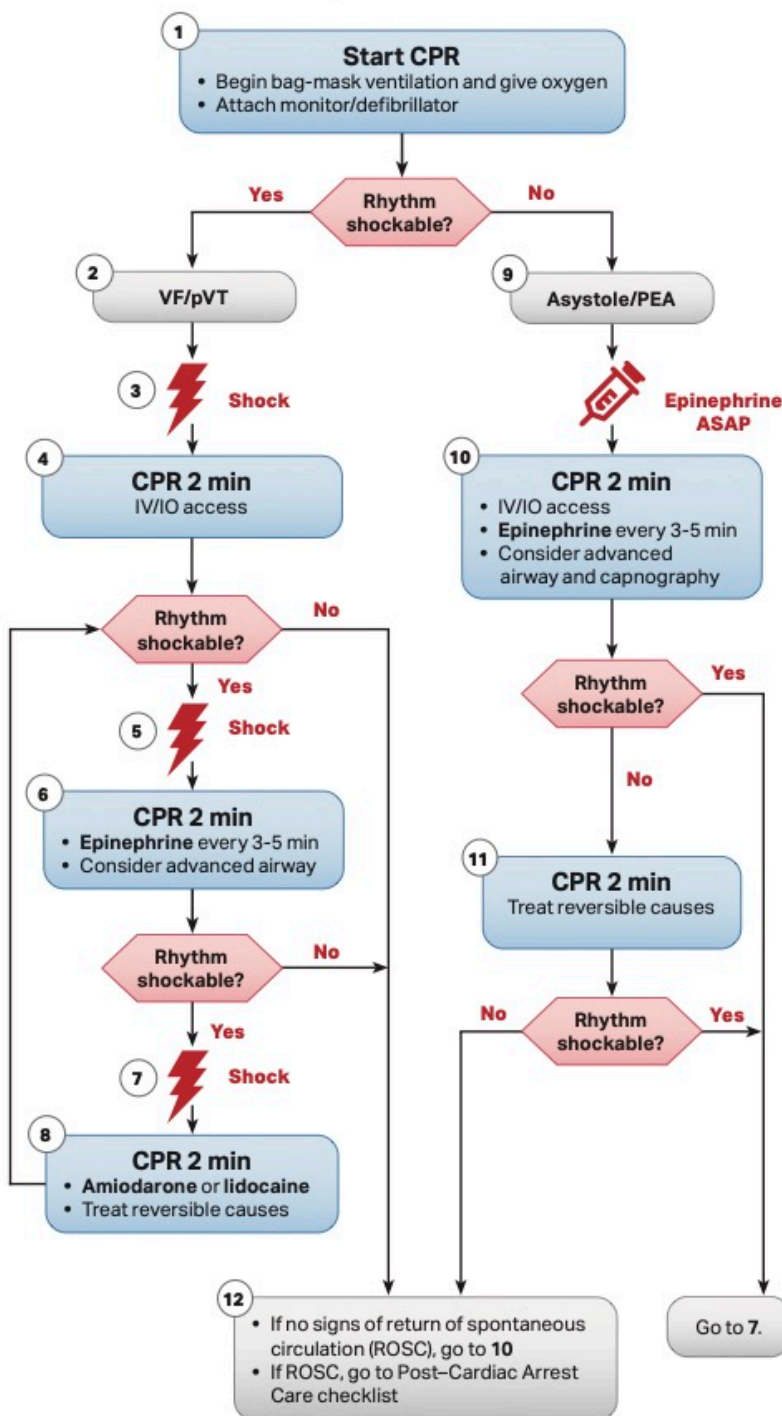 1
Start CPR
• Begin bag-mask ventilation and give oxygen
• Attach monitor/defibrillator
Rhythm
shockable?
Yes
No
2
VF/pVT
3
Shock
4
CPR 2 min
IV/IO access
Rhythm
shockable?
No
Yes
5
Shock
6
CPR 2 min
• Epinephrine every 3-5 min
• Consider advanced airway
Rhythm
shockable?
No
Yes
7
Shock
8
CPR 2 min
• Amiodarone or lidocaine
• Treat reversible causes
9
Asystole/PEA
Epinephrine
ASAP
10
CPR 2 min
• IV/IO access
• Epinephrine every 3-5 min
• Consider advanced
airway and capnography
Rhythm
shockable?
Yes
No
11
CPR 2 min
Treat reversible causes
Rhythm
shockable?
No
Yes
12
• If no signs of return of spontaneous
circulation (ROSC), go to 10
• If ROSC, go to Post–Cardiac Arrest
Care checklist
Go to 7.